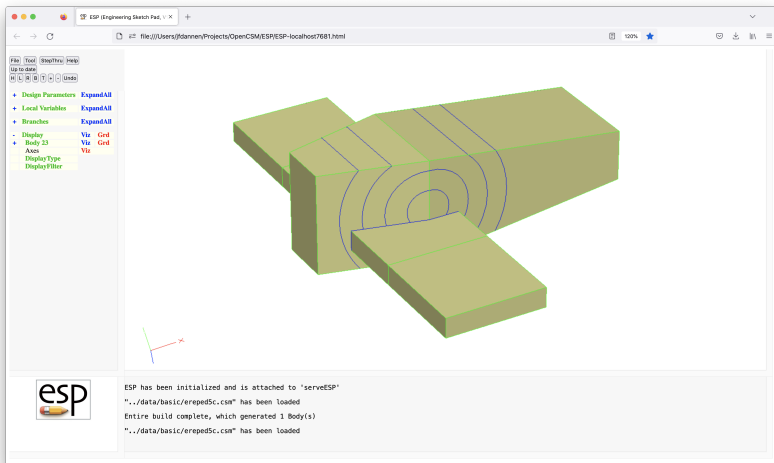 ESP (Engineering Sketch Pad, v
file:///Users/jfdannen/Projects/OpenCSM/ESP/ESP-localhost7681.html
120%
File Tool StepThru Help
Up to date
H L R B T + - Undo
+ Design Parameters ExpandAll
+ Local Variables ExpandAll
+ Branches ExpandAll
- Display Viz Grd
+ Body 23 Viz Grd
Axes Viz
DisplayType
DisplayFilter
X
esp
ESP has been initialized and is attached to 'serveESP'
"../data/basic/ereped5c.csm" has been loaded
Entire build complete, which generated 1 Body(s)
"../data/basic/ereped5c.csm" has been loaded